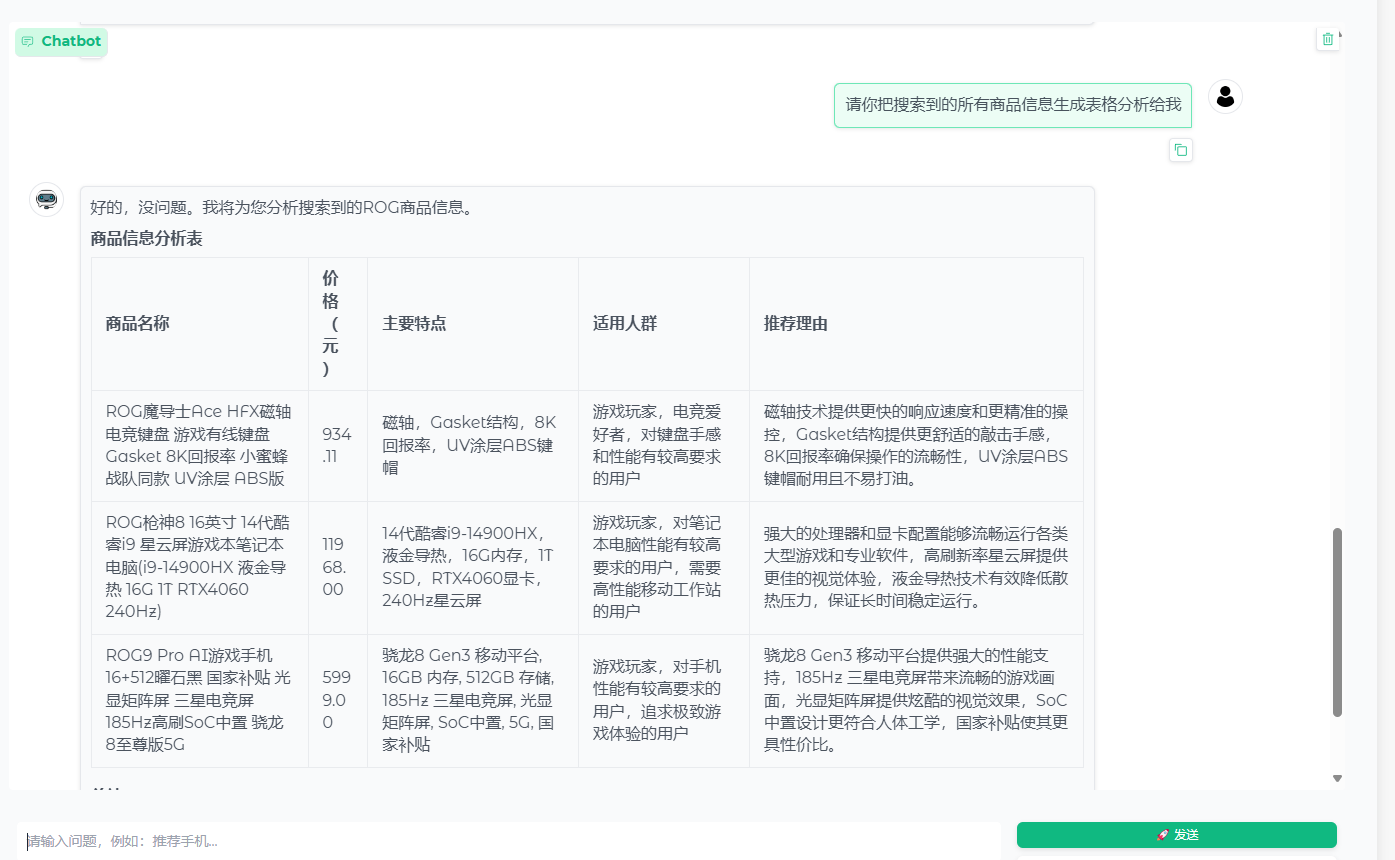 Chatbot
请你把搜索到的所有商品信息生成表格分析给我
好的，没问题。我将为您分析搜索到的ROG商品信息。
商品信息分析表
商品名称
价
格
（
元
）
主要特点
适用人群
推荐理由
ROG魔导士Ace HFX磁轴
电竞键盘 游戏有线键盘
Gasket 8K回报率 小蜜蜂
战队同款 UV涂层 ABS版
934
.11
磁轴，Gasket结构，8K
回报率，UV涂层ABS键
帽
游戏玩家，电竞爱
好者，对键盘手感
和性能有较高要求
的用户
磁轴技术提供更快的响应速度和更精准的操
控，Gasket结构提供更舒适的敲击手感，
8K回报率确保操作的流畅性，UV涂层ABS
键帽耐用且不易打油。
ROG枪神8 16英寸 14代酷
睿i9 星云屏游戏本笔记本
电脑(i9-14900HX 液金导
热 16G 1T RTX4060
240Hz)
119
68.
00
14代酷睿i9-14900HX，
液金导热，16G内存，1T
SSD，RTX4060显卡，
240Hz星云屏
游戏玩家，对笔记
本电脑性能有较高
要求的用户，需要
高性能移动工作站
的用户
强大的处理器和显卡配置能够流畅运行各类
大型游戏和专业软件，高刷新率星云屏提供
更佳的视觉体验，液金导热技术有效降低散
热压力，保证长时间稳定运行。
ROG9 Pro AI游戏手机
16+512曜石黑 国家补贴 光
显矩阵屏 三星电竞屏
185Hz高刷SoC中置 骁龙
8至尊版5G
599
9.0
0
骁龙8 Gen3 移动平台,
16GB 内存, 512GB 存储,
185Hz 三星电竞屏, 光显
矩阵屏, SoC中置, 5G, 国
家补贴
游戏玩家，对手机
性能有较高要求的
用户，追求极致游
戏体验的用户
骁龙8 Gen3 移动平台提供强大的性能支
持，185Hz 三星电竞屏带来流畅的游戏画
面，光显矩阵屏提供炫酷的视觉效果，SoC
中置设计更符合人体工学，国家补贴使其更
具性价比。
请输入问题，例如：推荐手机...
发送